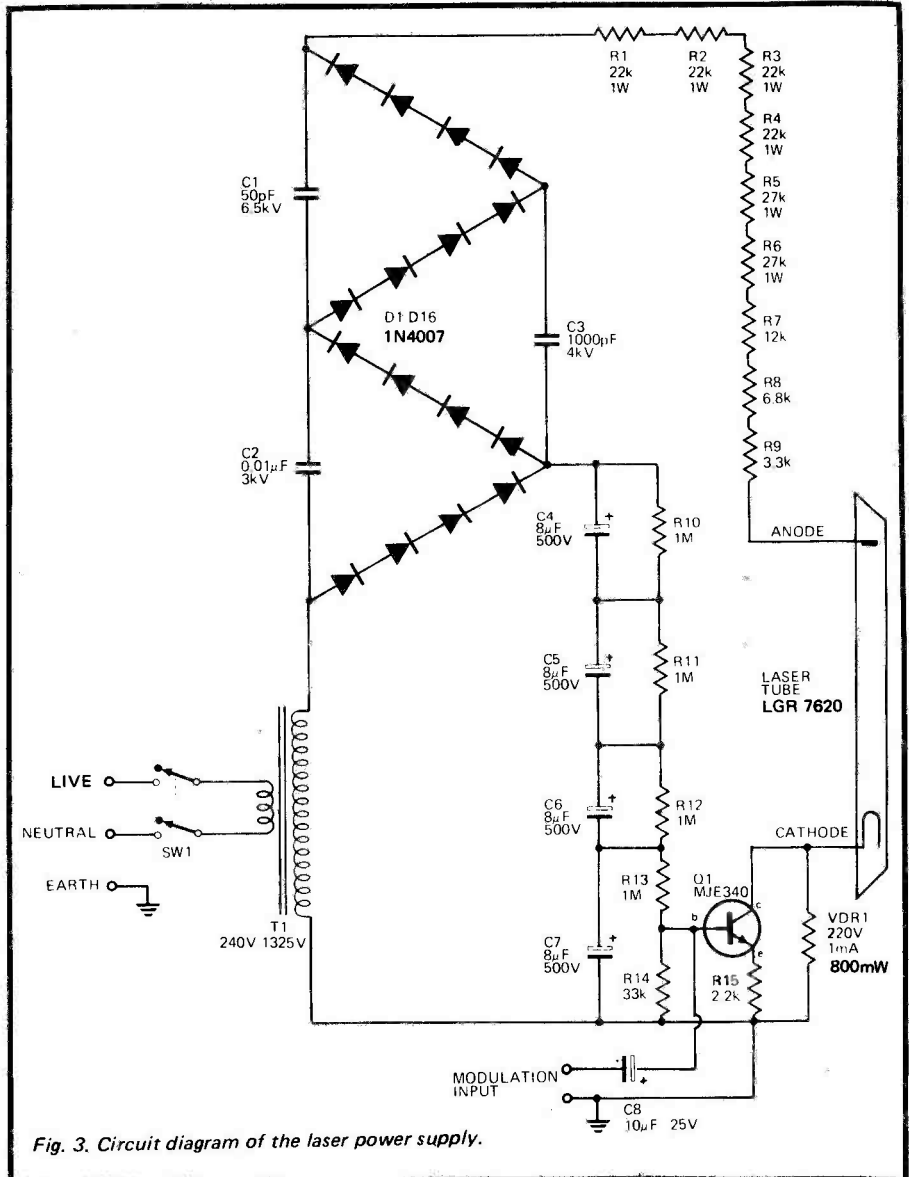 R1
22k
1W
R2
22k
1W
R3
22k
1W
R4
22k
1W
R5
27k
1W
R6
27k
1W
R7
12k
R8
6.8k
R9
3.3k
C1
50pF
6.5kV
D1 D16
1N4007
C3
1000pF
4kV
C2
0.01µF
3kV
C4
8µF
500V
+
R10
1M
ANODE
C5
8µF
500V
+
R11
1M
LASER
TUBE
LGR 7620
C6
8µF
500V
+
R12
1M
CATHODE
LIVE
NEUTRAL
SW1
EARTH
T1
240V 1325V
R13
1M
Q1
MJE340
b
c
e
C7
8µF
500V
+
R14
33k
R15
2.2k
VDR1
220V
1mA
800mW
MODULATION
INPUT
+
C8
10µF 25V
Fig. 3. Circuit diagram of the laser power supply.